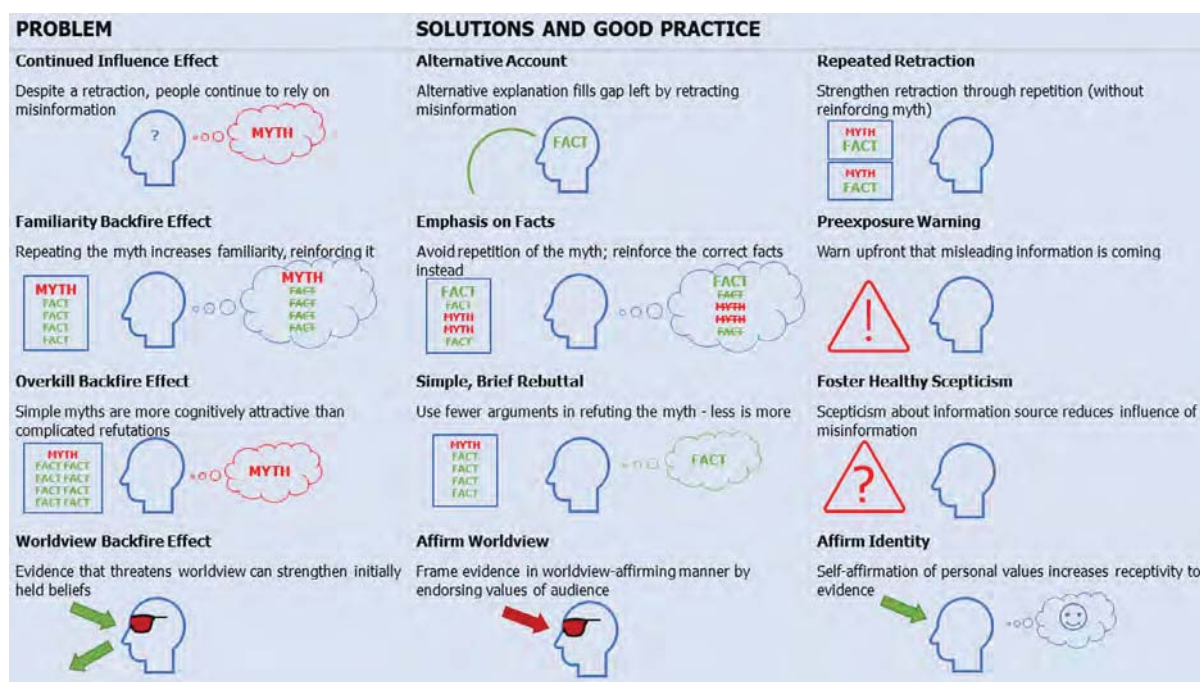 PROBLEM
SOLUTIONS AND GOOD PRACTICE
Continued Influence Effect
Despite a retraction, people continue to rely on
misinformation
?
MYTH
Alternative Account
Alternative explanation fills gap left by retracting
misinformation
FACT
Repeated Retraction
Strengthen retraction through repetition (without
reinforcing myth)
MYTH
FACT
MYTH
FACT
Familiarity Backfire Effect
Repeating the myth increases familiarity, reinforcing it
MYTH
FACT
FACT
FACT
FACT
MYTH
FACT
FACT
FACT
FACT
Emphasis on Facts
Avoid repetition of the myth; reinforce the correct facts
instead
FACT
FACT
MYTH
MYTH
FACT
FACT
FACT
MYTH
MYTH
FACT
Preexposure Warning
Warn upfront that misleading information is coming
!
Overkill Backfire Effect
Simple myths are more cognitively attractive than
complicated refutations
MYTH
FACT FACT
FACT FACT
FACT FACT
FACT FACT
MYTH
Simple, Brief Rebuttal
Use fewer arguments in refuting the myth - less is more
MYTH
FACT
FACT
FACT
FACT
FACT
Foster Healthy Scepticism
Scepticism about information source reduces influence of
misinformation
?
Worldview Backfire Effect
Evidence that threatens worldview can strengthen initially
held beliefs
Affirm Worldview
Frame evidence in worldview-affirming manner by
endorsing values of audience
Affirm Identity
Self-affirmation of personal values increases receptivity to
evidence